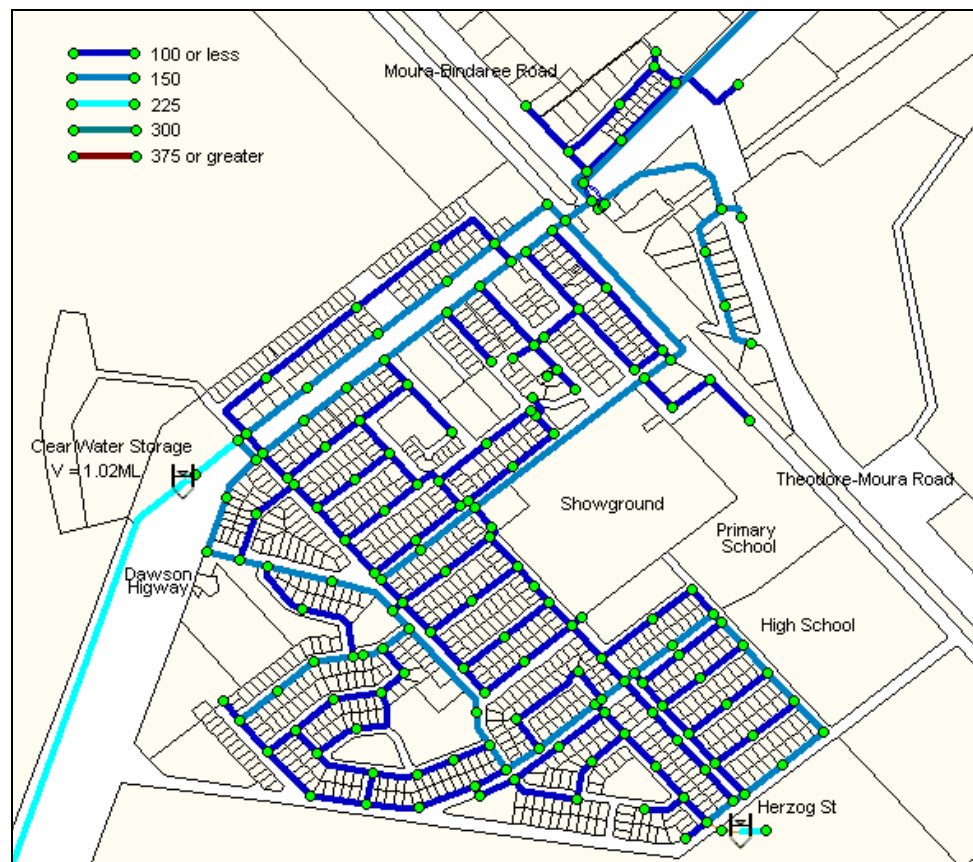 100 or less
150
225
300
375 or greater
Moura-Bindaree Road
Clear Water Storage
V = 1.02ML
Theodore-Moura Road
Showground
Primary
School
Dawson
Higway
High School
Herzog St